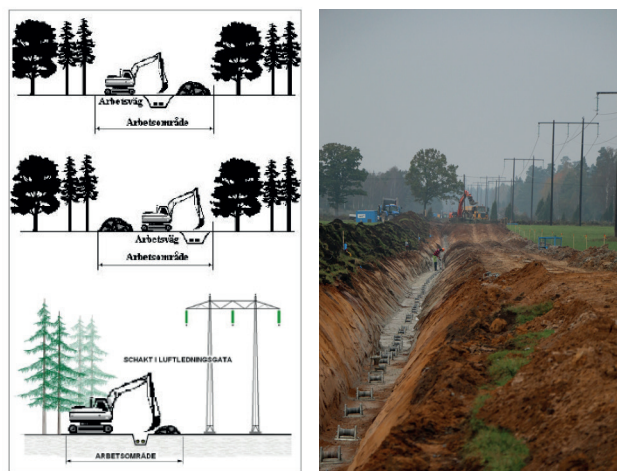 Arbetsväg
Arbetsområde
Arbetsväg
Arbetsområde
SCHAKT I LUFTLEDNINGSGATA
ARBETSOMRÅDE